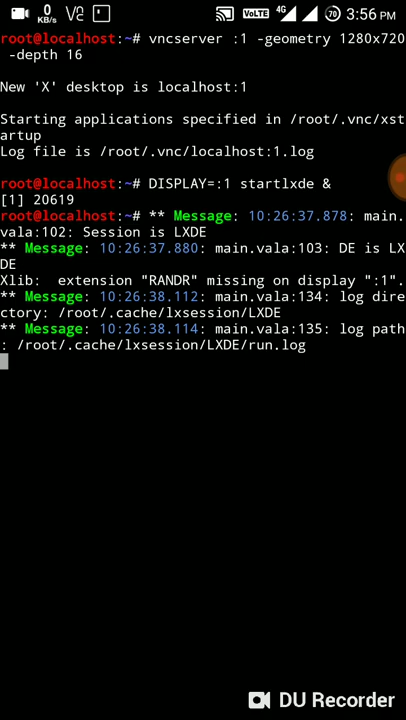 0 KB/s VoLTE 4G 70 3:56 PM
root@localhost:~# vncserver :1 -geometry 1280x720
 -depth 16
New 'X' desktop is localhost:1
Starting applications specified in /root/.vnc/xst
artup
Log file is /root/.vnc/localhost:1.log
root@localhost:~# DISPLAY=:1 startlxde &
[1] 20619
root@localhost:~# ** Message: 10:26:37.878: main.
vala:102: Session is LXDE
** Message: 10:26:37.880: main.vala:103: DE is LX
DE
Xlib:  extension "RANDR" missing on display ":1".
** Message: 10:26:38.112: main.vala:134: log dire
ctory: /root/.cache/lxsession/LXDE
** Message: 10:26:38.114: main.vala:135: log path
: /root/.cache/lxsession/LXDE/run.log
DU Recorder